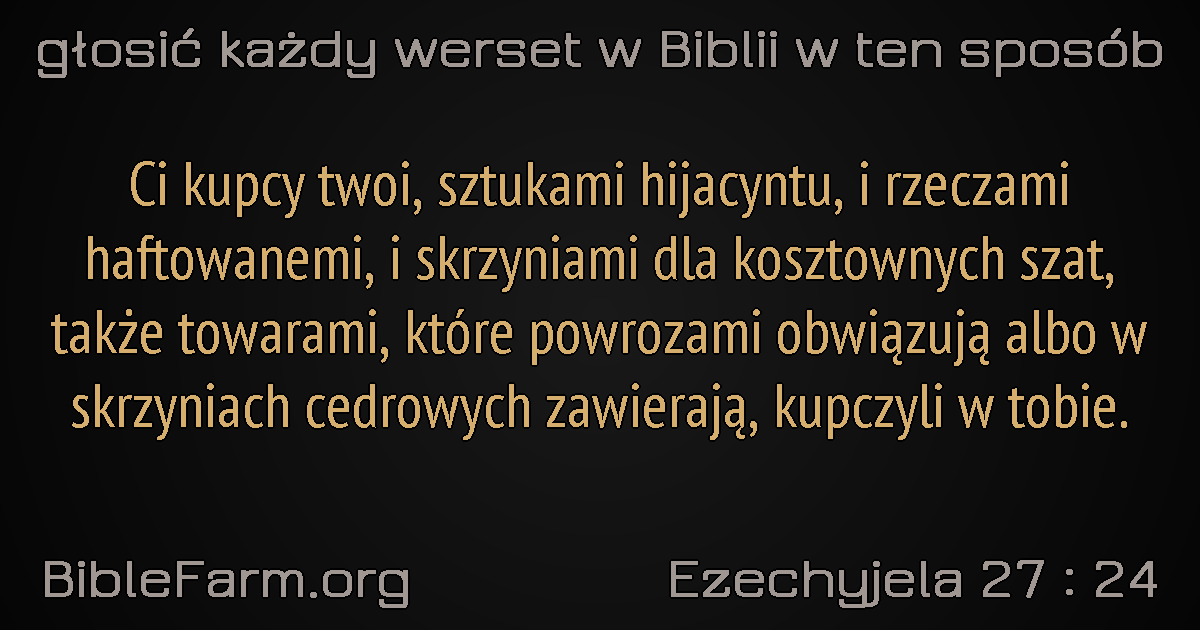 głosić każdy werset w Biblii w ten sposób
Ci kupcy twoi, sztukami hijacyntu, i rzeczami
haftowanemi, i skrzyniami dla kosztownych szat,
także towarami, które powrozami obwiązują albo w
skrzyniach cedrowych zawierają, kupczyli w tobie.
BibleFarm.org
Ezechyjela 27 : 24